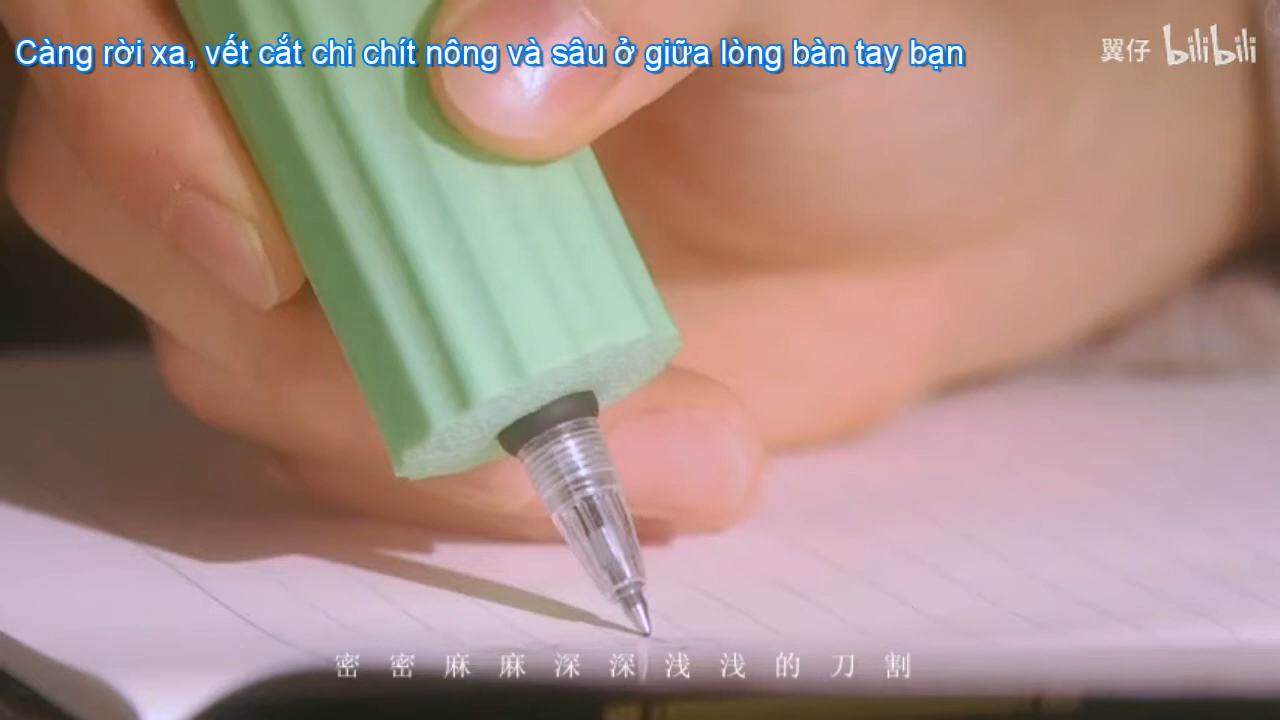 Càng rời xa, vết cắt chi chít nông và sâu ở giữa lòng bàn tay bạn
翼仔 bilibili
密密麻麻深深浅浅的刀割